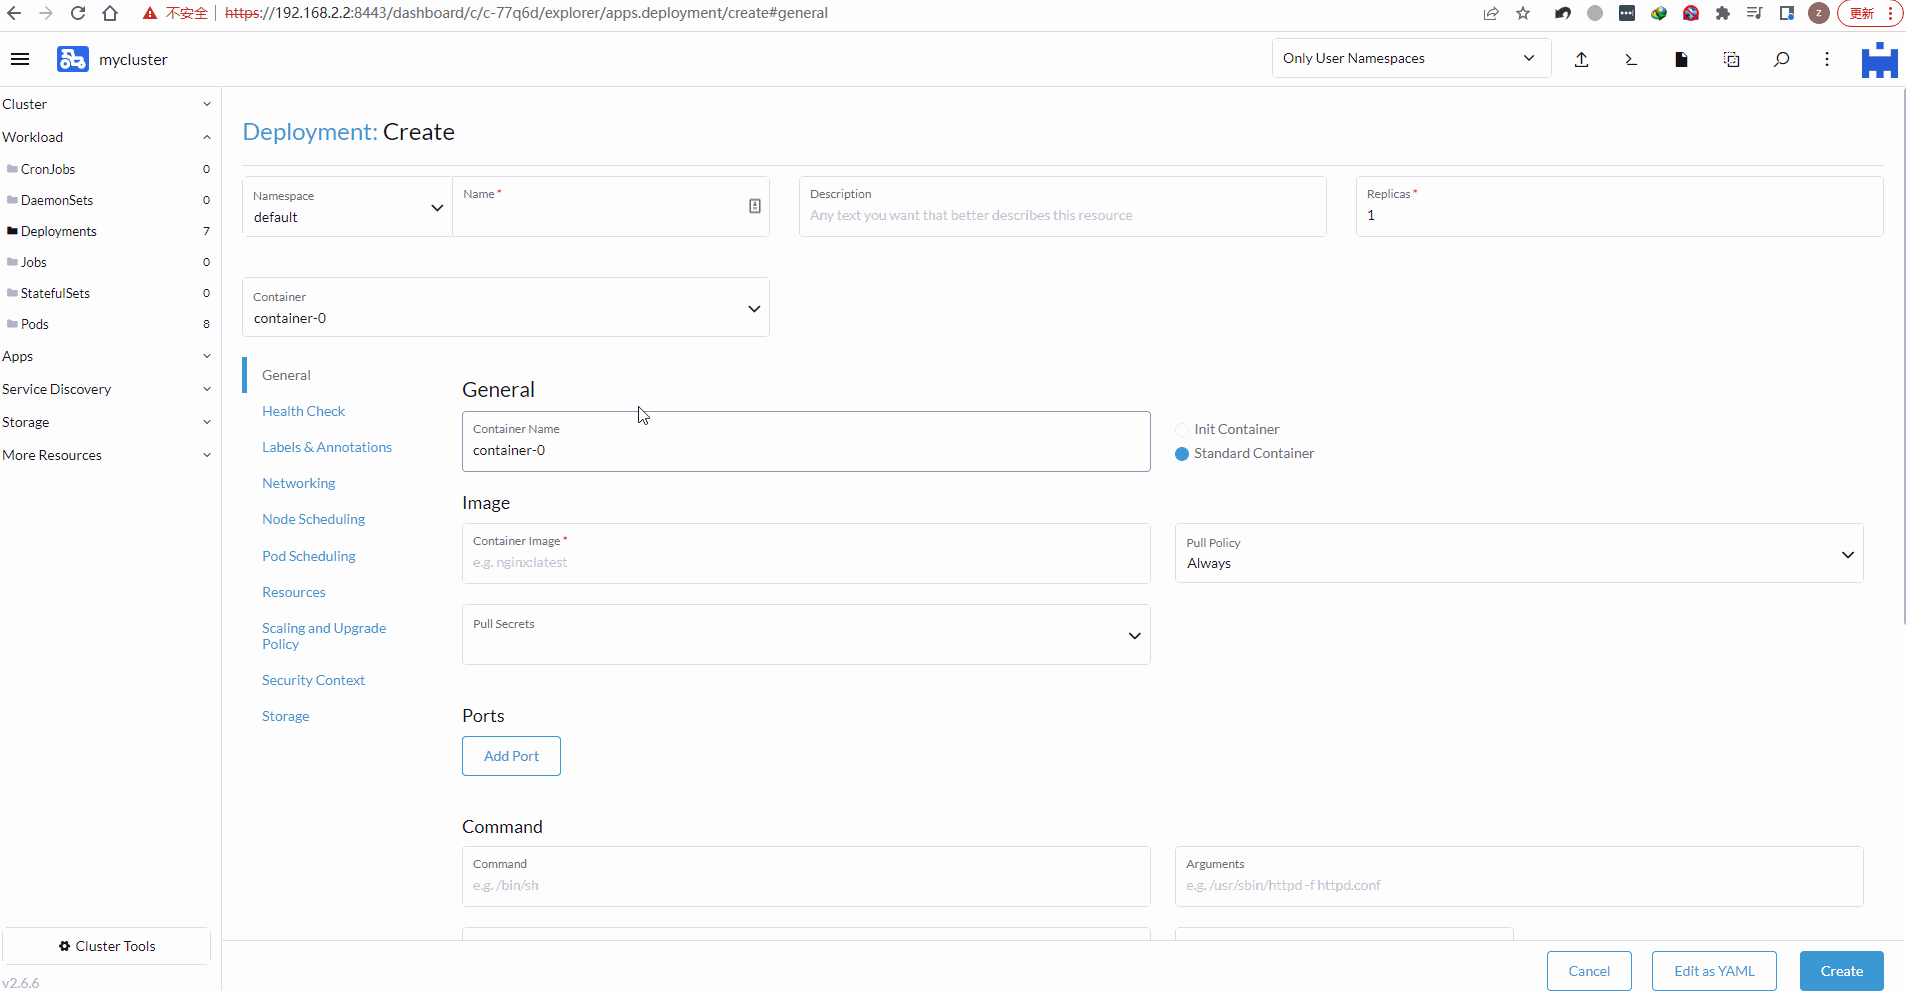 不安全 https://192.168.2.2:8443/dashboard/c/c-77q6d/explorer/apps.deployment/create#general
z
更新
mycluster
Only User Namespaces
Cluster
Workload
CronJobs 0
DaemonSets 0
Deployments 7
Jobs 0
StatefulSets 0
Pods 8
Apps
Service Discovery
Storage
More Resources
Cluster Tools
v2.6.6
Deployment: Create
Namespace
default
Name *
Description
Any text you want that better describes this resource
Replicas *
1
Container
container-0
General
Health Check
Labels & Annotations
Networking
Node Scheduling
Pod Scheduling
Resources
Scaling and Upgrade
Policy
Security Context
Storage
General
Container Name
container-0
Init Container
Standard Container
Image
Container Image *
e.g. nginx:latest
Pull Policy
Always
Pull Secrets
Ports
Add Port
Command
Command
e.g. /bin/sh
Arguments
e.g. /usr/sbin/httpd -f httpd.conf
Cancel
Edit as YAML
Create